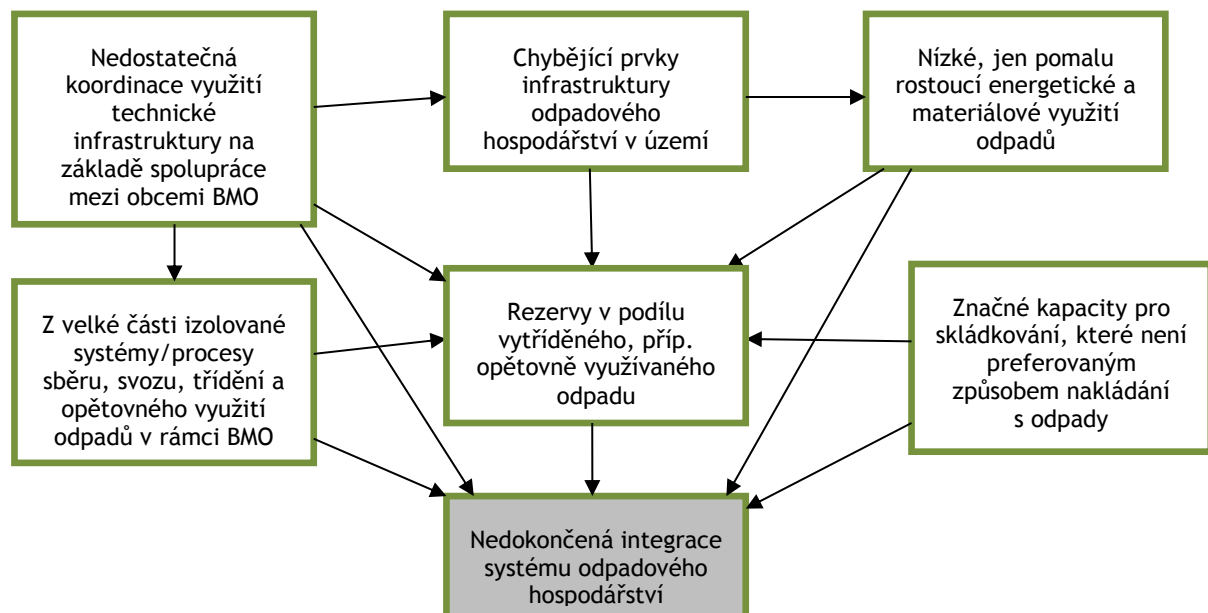 Nedostatečná
koordinace využití
technické
infrastruktury na
základě spolupráce
mezi obcemi BMO
Chybějící prvky
infrastruktury
odpadového
hospodářství v území
Nízké, jen pomalu
rostoucí energetické a
materiálové využití
odpadů
Z velké části izolované
systémy/procesy
sběru, svozu, třídění a
opětovného využití
odpadů v rámci BMO
Rezervy v podílu
vytříděného, příp.
opětovně využívaného
odpadu
Značné kapacity pro
skládkování, které není
preferovaným
způsobem nakládání
s odpady
Nedokončená integrace
systému odpadového
hospodářství